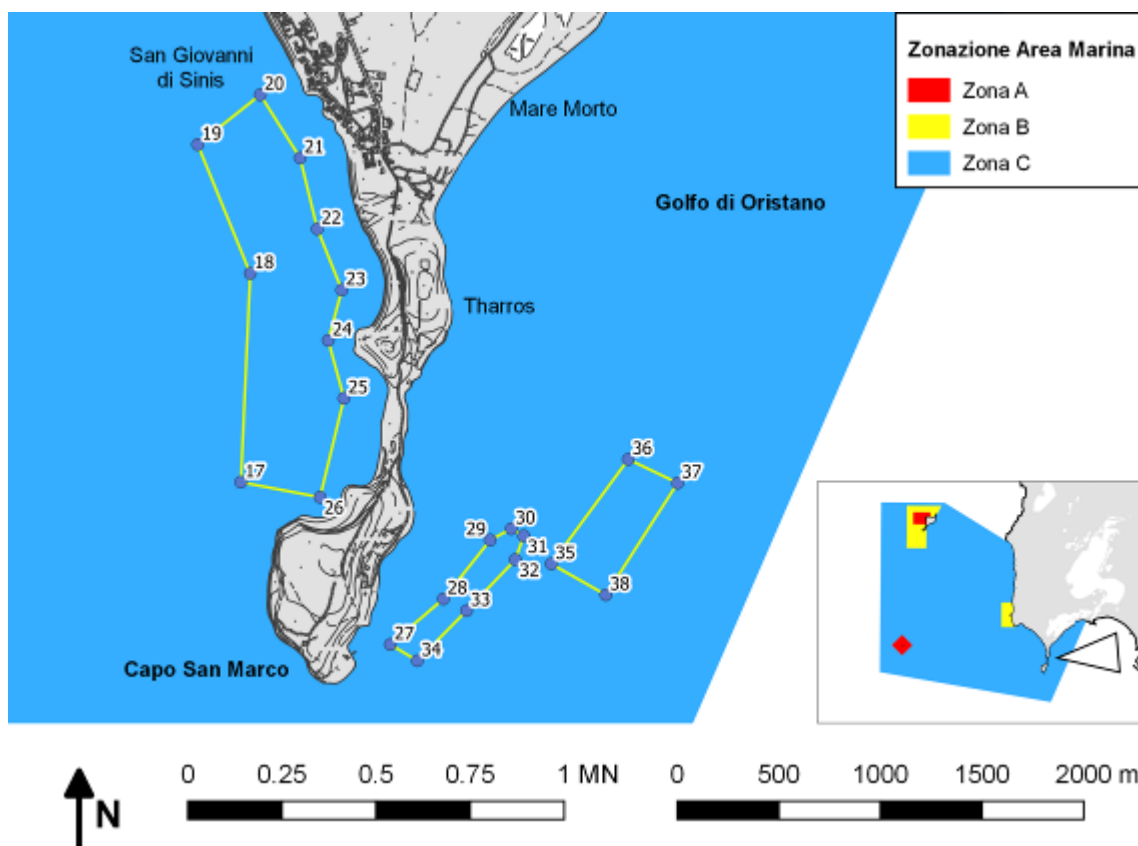 San Giovanni
di Sinis
20
19
21
22
18
23
24
25
17
26
Mare Morto
Golfo di Oristano
Tharros
Zonazione Area Marina
Zona A
Zona B
Zona C
36
37
30
29
31
35
32
28
38
33
27
34
Capo San Marco
N
0 0.25 0.5 0.75 1 MN
0 500 1000 1500 2000 m